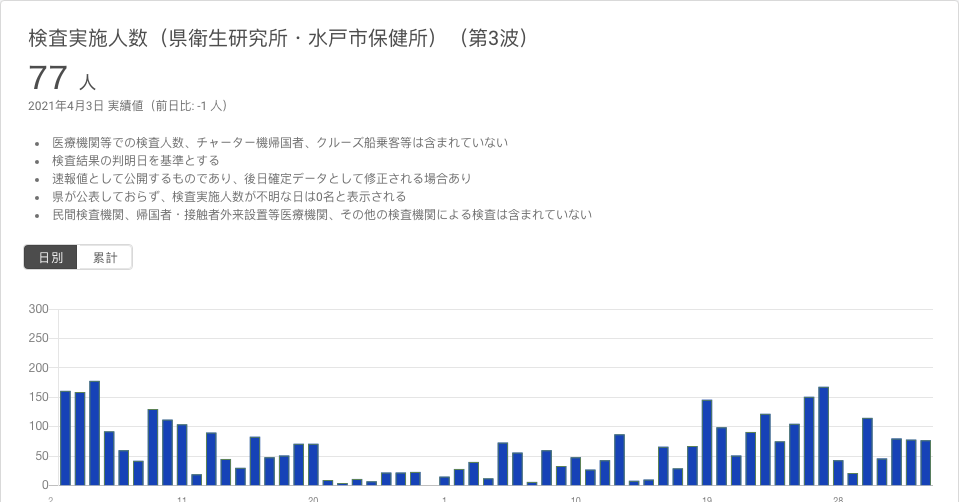 検査実施人数（県衛生研究所・水戸市保健所）（第3波）
77 人
2021年4月3日 実績値（前日比: -1 人）
• 医療機関等での検査人数、チャーター機帰国者、クルーズ船乗客等は含まれていない
• 検査結果の判明日を基準とする
• 速報値として公開するものであり、後日確定データとして修正される場合あり
• 県が公表しておらず、検査実施人数が不明な日は0名と表示される
• 民間検査機関、帰国者・接触者外来設置等医療機関、その他の検査機関による検査は含まれていない
日別 累計
300
250
200
150
100
50
0
2 11 20 1 10 19 28